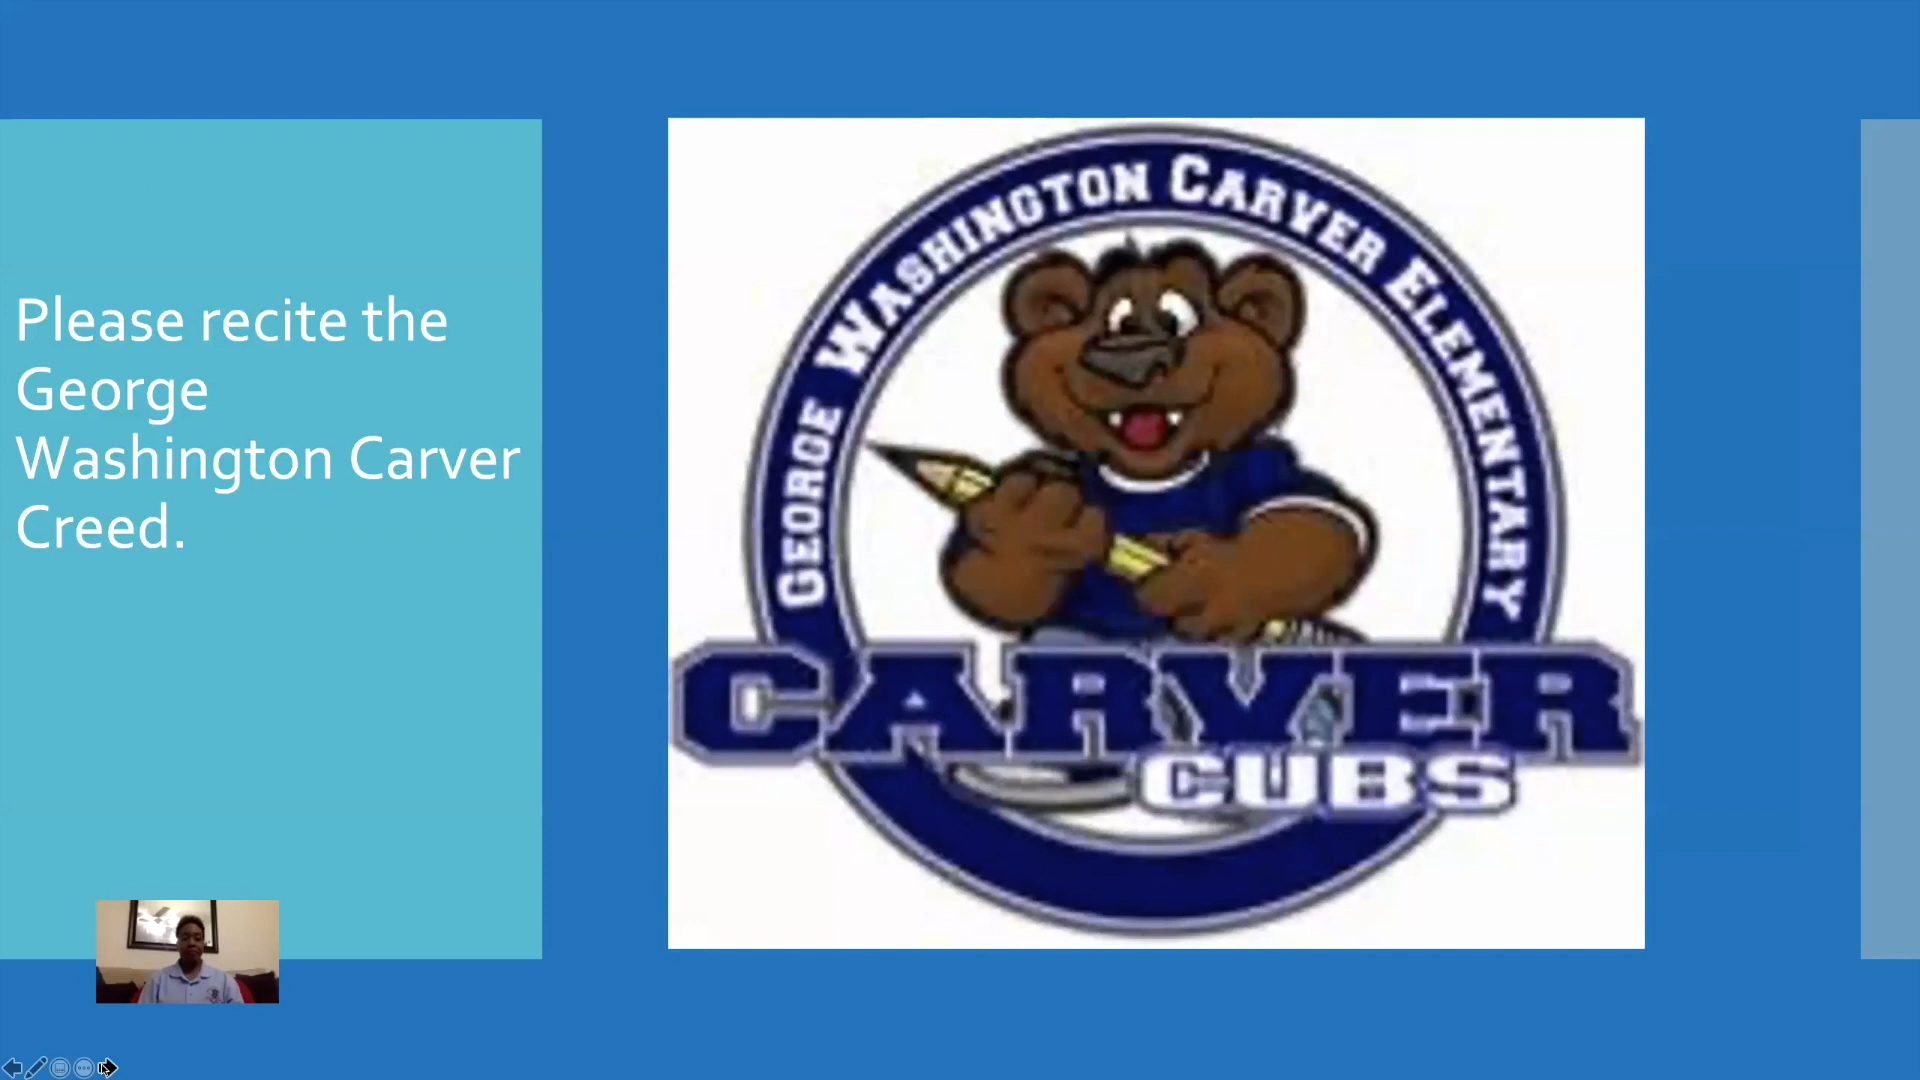 Please recite the
George
Washington Carver
Creed.
GEORGE WASHINGTON CARVER ELEMENTARY
CARVER
CUBS